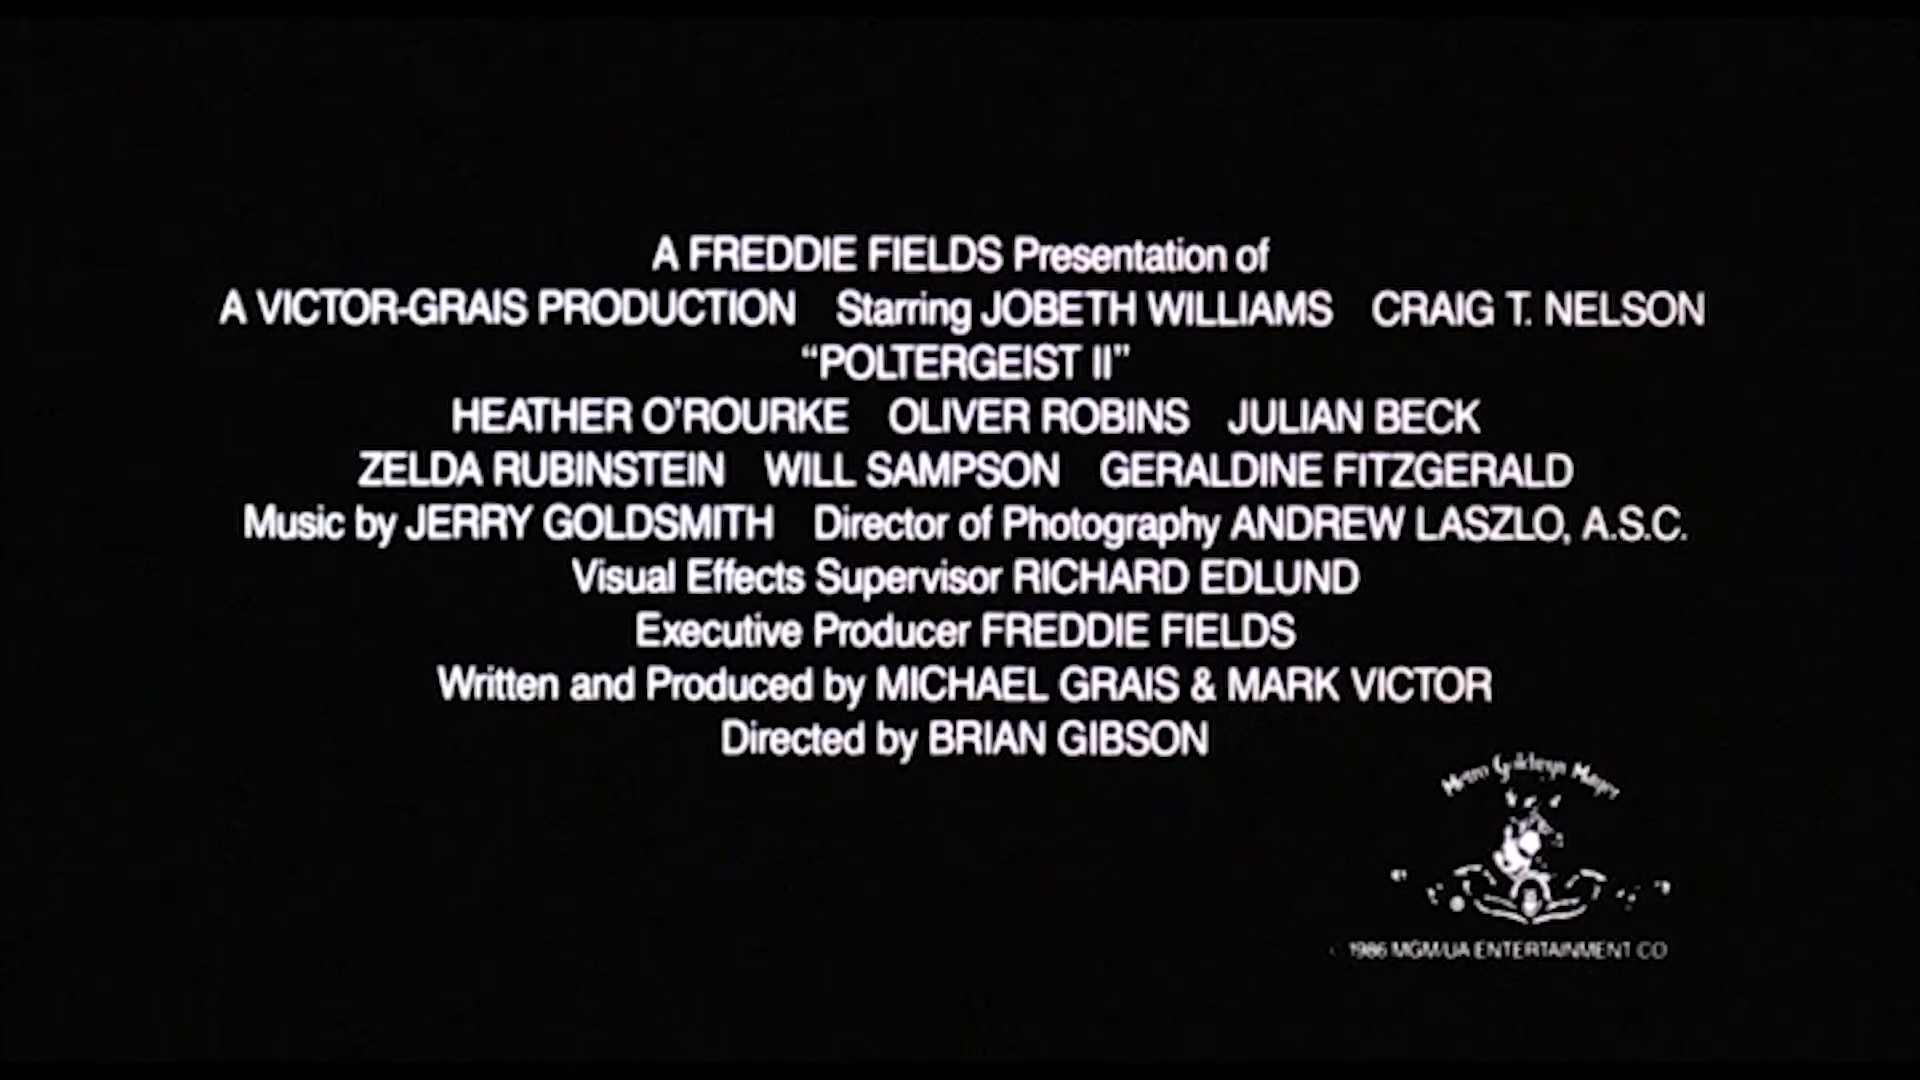 A FREDDIE FIELDS Presentation of
A VICTOR-GRAIS PRODUCTION Starring JOBETH WILLIAMS CRAIG T. NELSON
“POLTERGEIST II”
HEATHER O'ROURKE OLIVER ROBINS JULIAN BECK
ZELDA RUBINSTEIN WILL SAMPSON GERALDINE FITZGERALD
Music by JERRY GOLDSMITH Director of Photography ANDREW LASZLO, A.S.C.
Visual Effects Supervisor RICHARD EDLUND
Executive Producer FREDDIE FIELDS
Written and Produced by MICHAEL GRAIS & MARK VICTOR
Directed by BRIAN GIBSON
Metro Goldwyn Mayer
1986 MGM/UA ENTERTAINMENT CO